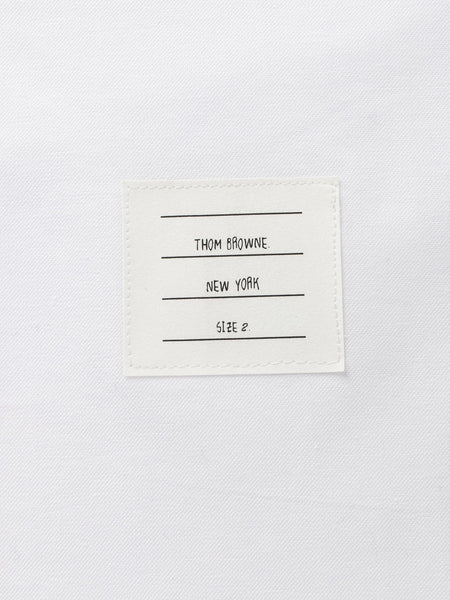 THOM BROWNE.
NEW YORK
SIZE 2.